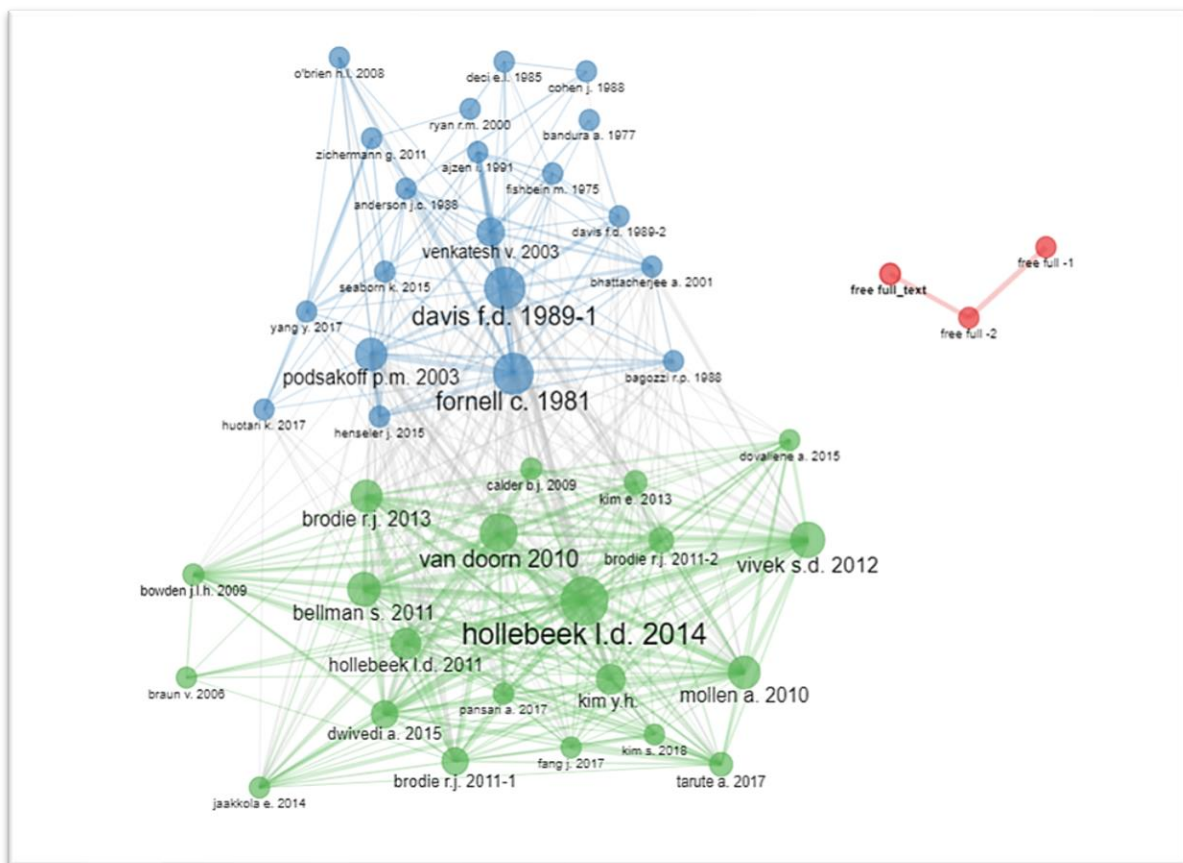 o'brien h.l. 2008
deci e.l. 1985
cohen j. 1988
ryan r.m. 2000
bandura a. 1977
zichermann g. 2011
ajzen i. 1991
fishbein m. 1975
anderson j.c. 1988
davis f.d. 1989-2
venkatesh v. 2003
free full -1
seaborn k. 2015
bhattacherjee a. 2001
free full_text
davis f.d. 1989-1
yang y. 2017
free full -2
podsakoff p.m. 2003
bagozzi r.p. 1988
fornell c. 1981
huotari k. 2017
henseler j. 2015
dovaliene a. 2015
calder b.j. 2009
kim e. 2013
brodie r.j. 2013
van doorn 2010
brodie r.j. 2011-2
vivek s.d. 2012
bowden j.l.h. 2009
bellman s. 2011
hollebeek l.d. 2014
hollebeek l.d. 2011
braun v. 2006
pansari a. 2017
kim y.h.
mollen a. 2010
dwivedi a. 2015
kim s. 2018
fang j. 2017
brodie r.j. 2011-1
tarute a. 2017
jaakkola e. 2014